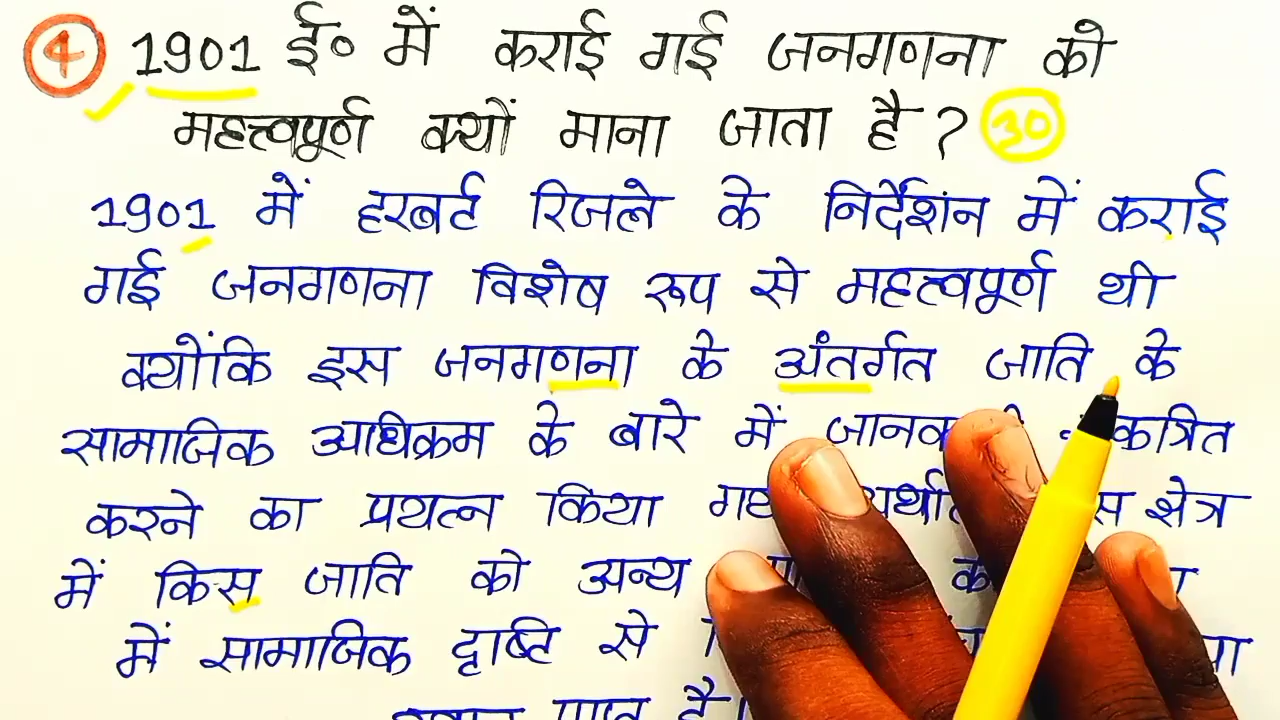 4 1901 ई० में कराई गई जनगणना को
महत्त्वपूर्ण क्यों माना जाता है? 30
1901 में हरबर्ट रिजले के निर्देशन में कराई
गई जनगणना विशेष रूप से महत्त्वपूर्ण थी
क्योंकि इस जनगणना के अंतर्गत जाति के
सामाजिक अधिक्रम के बारे में
करने का प्रयत्न किया क्षेत्र
में किस जाति को अन्य
में सामाजिक दृष्टि से
है।